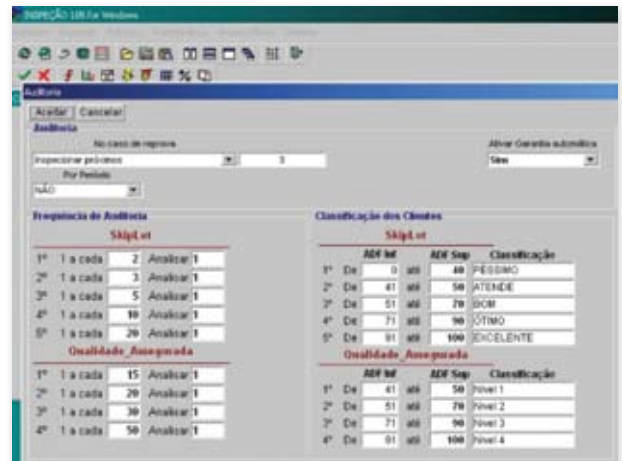 INSPEÇÃO
for Windows
Auditoria
Aceitar Cancelar
Auditoria
No caso de reprova
Ativar Garantia automática
Inspecionar próximos 3 Sim
Por Período
NÃO
Frequência de Auditoria
SkipLot
1º 1 a cada 2 Analisar 1
2º 1 a cada 3 Analisar 1
3º 1 a cada 5 Analisar 1
4º 1 a cada 10 Analisar 1
5º 1 a cada 20 Analisar 1
Qualidade_Assegurada
1º 1 a cada 15 Analisar 1
2º 1 a cada 20 Analisar 1
3º 1 a cada 30 Analisar 1
4º 1 a cada 50 Analisar 1
Classificação dos Clientes
SkipLot
ADF Inf ADF Sup Classificação
1º De 0 até 40 PÉSSIMO
2º De 41 até 50 ATENDE
3º De 51 até 70 BOM
4º De 71 até 90 ÓTIMO
5º De 91 até 100 EXCELENTE
Qualidade_Assegurada
ADF Inf ADF Sup Classificação
1º De 41 até 50 Nível 1
2º De 51 até 70 Nível 2
3º De 71 até 90 Nível 3
4º De 91 até 100 Nível 4